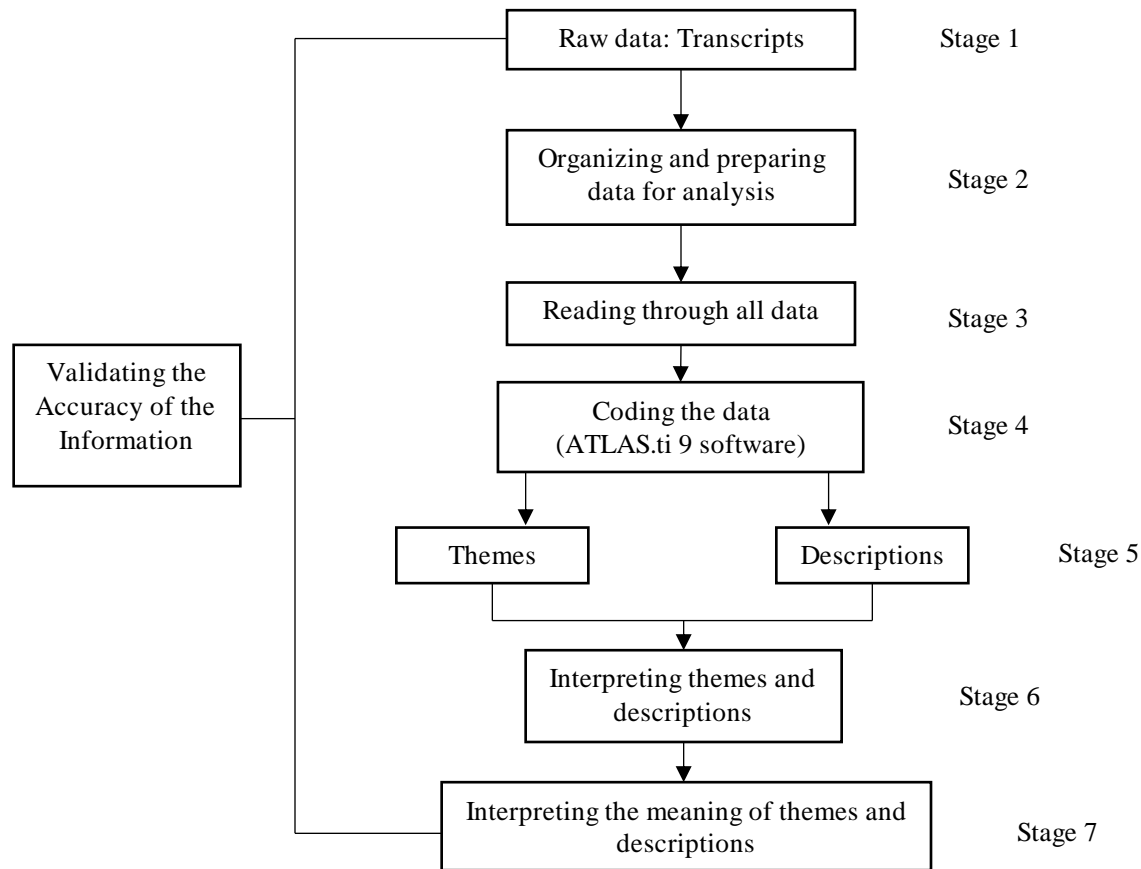 Raw data: Transcripts
Stage 1
Organizing and preparing
data for analysis
Stage 2
Reading through all data
Stage 3
Validating the
Accuracy of the
Information
Coding the data
(ATLAS.ti 9 software)
Stage 4
Themes
Descriptions
Stage 5
Interpreting themes and
descriptions
Stage 6
Interpreting the meaning of themes and
descriptions
Stage 7